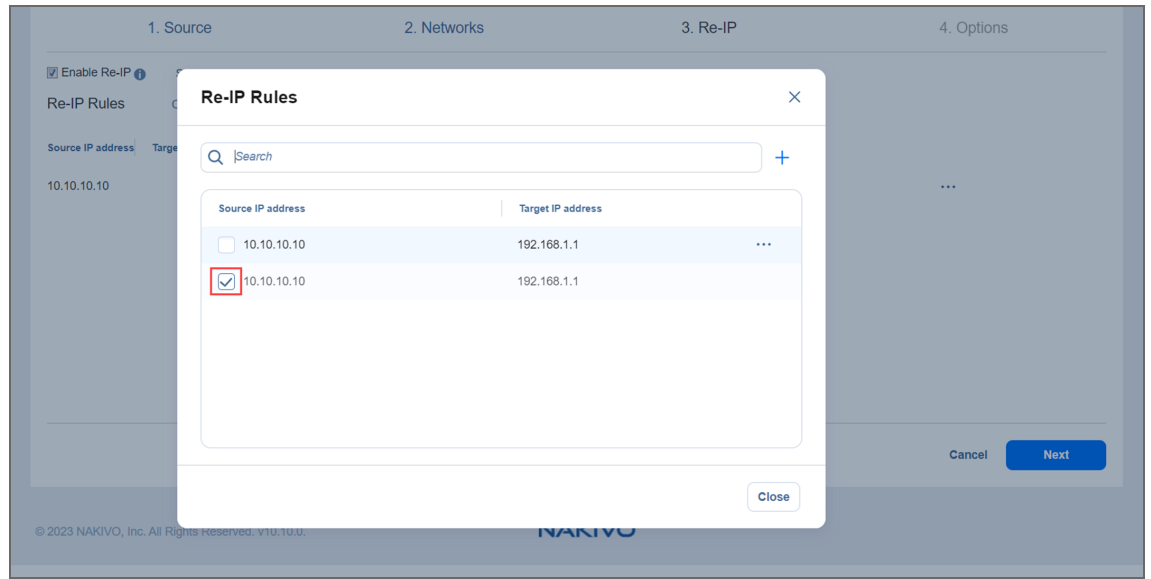 1. Source 2. Networks 3. Re-IP 4. Options
Enable Re-IP
Re-IP Rules
Source IP address
10.10.10.10 ...
Re-IP Rules
Search
Source IP address Target IP address
10.10.10.10 192.168.1.1 ...
10.10.10.10 192.168.1.1
Close
Cancel Next
© 2023 NAKIVO, Inc. All Rights Reserved. v10.10.0.
NAKIVO